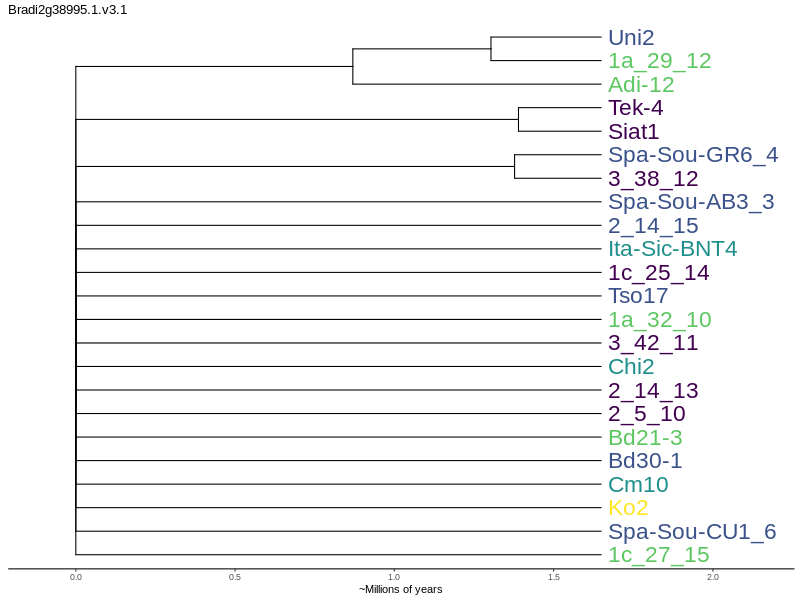 Bradi2g38995.1.v3.1
Uni2
1a_29_12
Adi-12
Tek-4
Siat1
Spa-Sou-GR6_4
3_38_12
Spa-Sou-AB3_3
2_14_15
Ita-Sic-BNT4
1c_25_14
Tso17
1a_32_10
3_42_11
Chi2
2_14_13
2_5_10
Bd21-3
Bd30-1
Cm10
Ko2
Spa-Sou-CU1_6
1c_27_15
0.0 0.5 1.0 1.5 2.0
~Millions of years